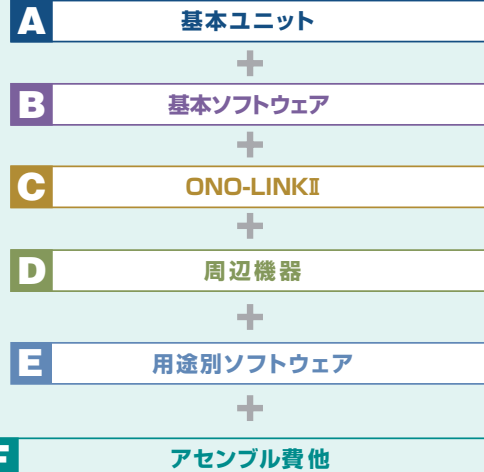 A 基本ユニット
+
B 基本ソフトウェア
+
C ONO-LINKⅡ
+
D 周辺機器
+
E 用途別ソフトウェア
+
F アセンブル費他